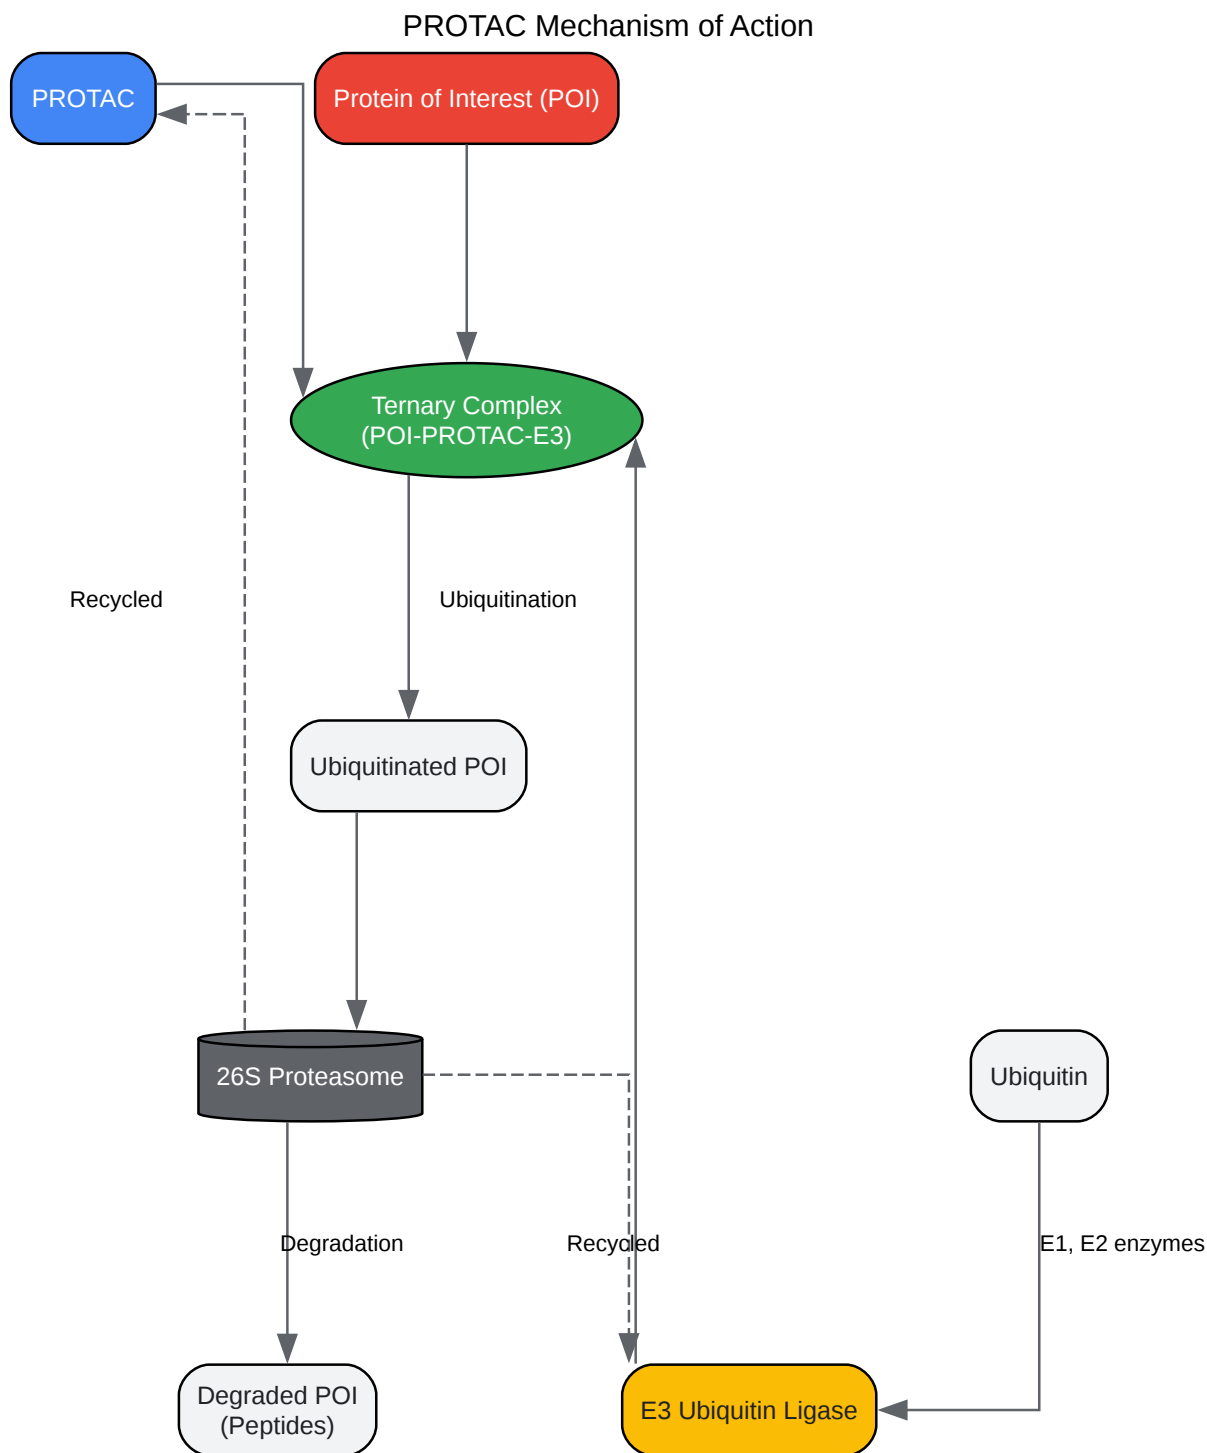 PROTAC Mechanism of Action
PROTAC
Protein of Interest (POI)
Ternary Complex
(POI-PROTAC-E3)
Recycled
Ubiquitination
Ubiquitinated POI
26S Proteasome
Ubiquitin
Degradation
Recycled
E1, E2 enzymes
Degraded POI
(Peptides)
E3 Ubiquitin Ligase